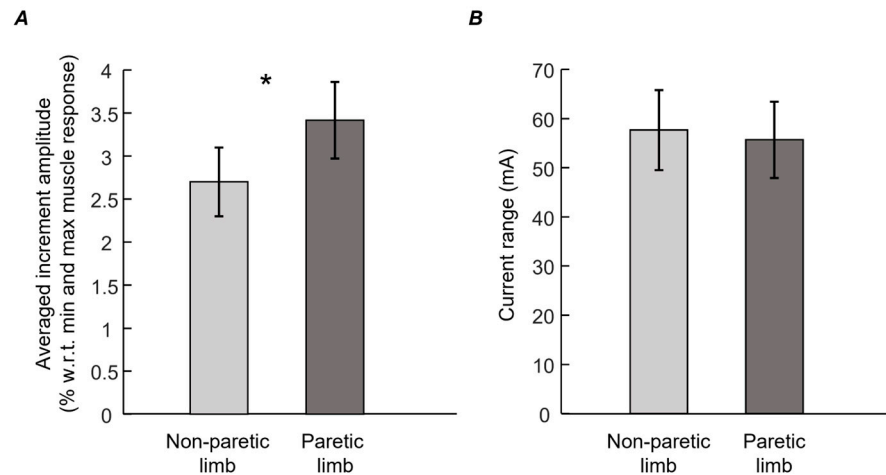 A
Averaged increment amplitude
(% w.r.t. min and max muscle response)
4
3.5
3
2.5
2
1.5
1
0.5
0
*
Non-paretic
limb
Paretic
limb
B
Current range (mA)
70
60
50
40
30
20
10
0
Non-paretic
limb
Paretic
limb